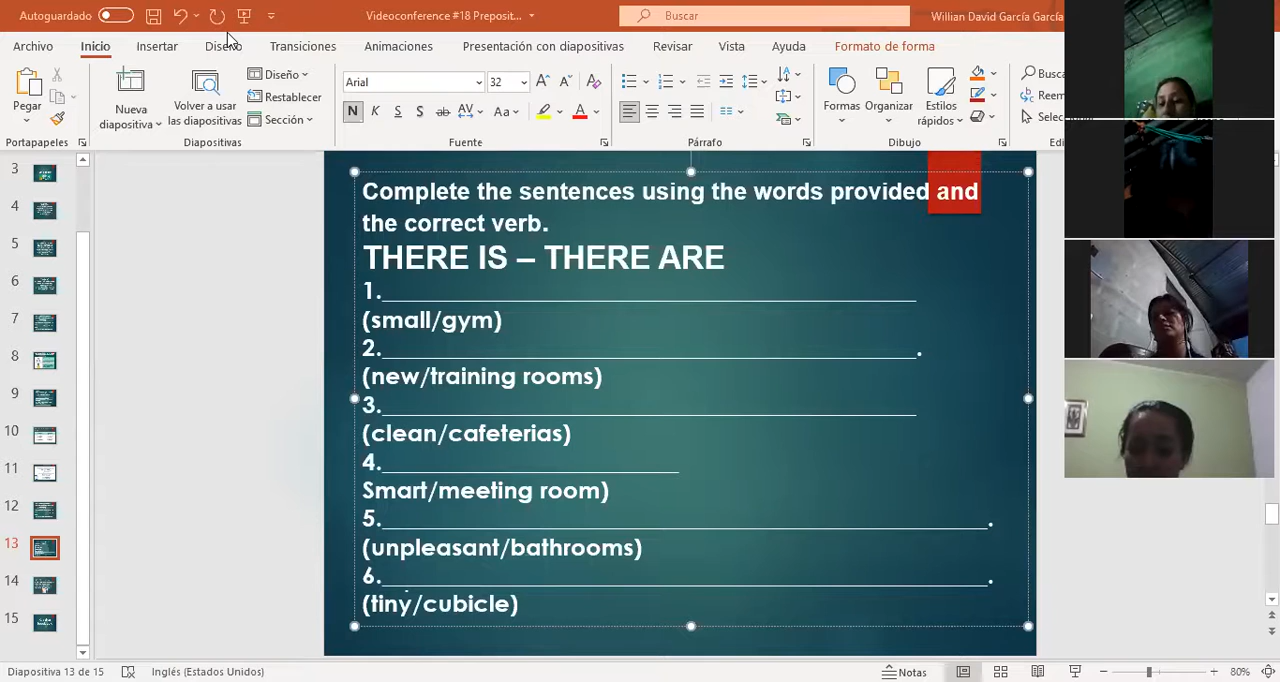 Autoguardado Videoconference #18 Preposit... Buscar Willian David García García
Archivo Inicio Insertar Diseño Transiciones Animaciones Presentación con diapositivas Revisar Vista Ayuda Formato de forma
Pegar
Nueva diapositiva
Volver a usar las diapositivas
Diseño
Restablecer
Sección
Arial 32
N K S S ab AV Aa A
Formas Organizar Estilos rápidos
Portapapeles Diapositivas Fuente Párrafo Dibujo
Complete the sentences using the words provided and
the correct verb.
THERE IS – THERE ARE
1.
(small/gym)
2. .
(new/training rooms)
3.
(clean/cafeterias)
4.
Smart/meeting room)
5. .
(unpleasant/bathrooms)
6. .
(tiny/cubicle)
3
4
5
6
7
8
9
10
11
12
13
14
15
Diapositiva 13 de 15 Inglés (Estados Unidos) Notas 80%